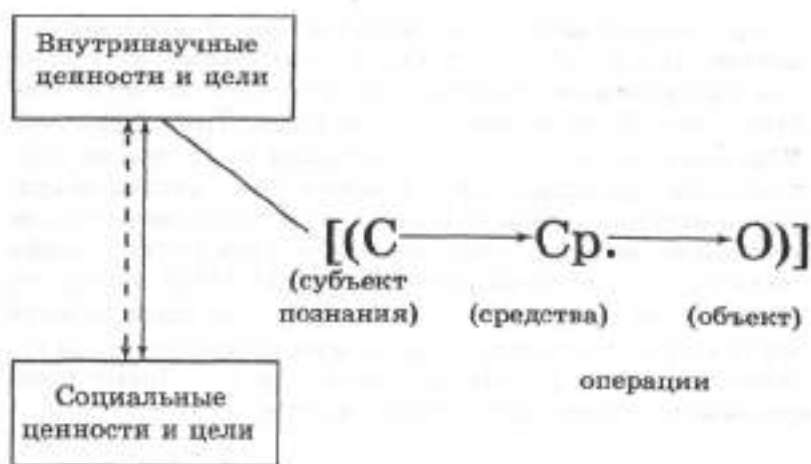 Внутринаучные
ценности и цели
[(С Ср. О)]
(субъект
познания) (средства) (объект)
операции
Социальные
ценности и цели